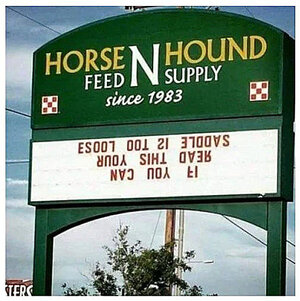 HORSE N HOUND
FEED SUPPLY
since 1983
IF YOU CAN
READ THIS YOUR
SADDLE IS TOO LOOSE